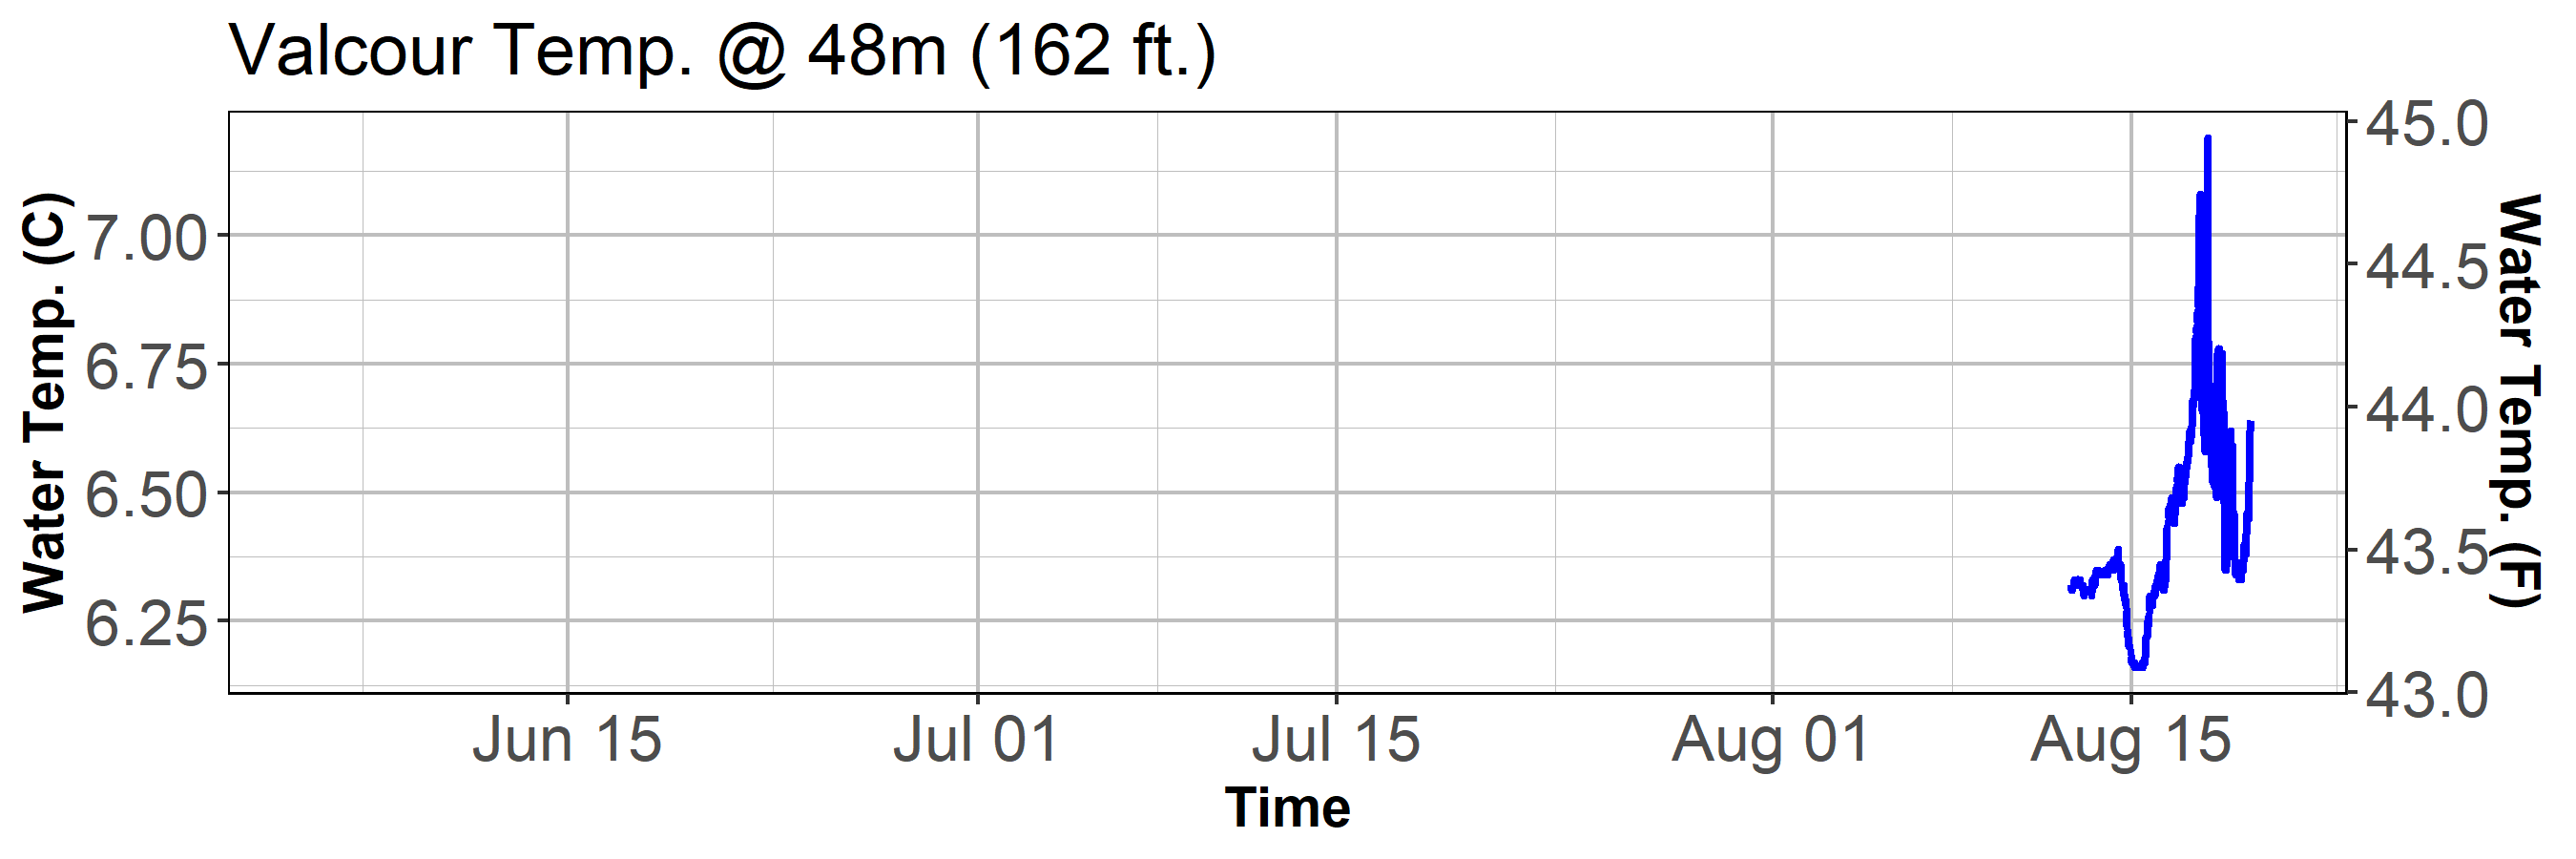 Valcour Temp. @ 48m (162 ft.)
Water Temp. (C)
7.00
6.75
6.50
6.25
45.0
44.5
44.0
43.5
43.0
Water Temp. (F)
Jun 15 Jul 01 Jul 15 Aug 01 Aug 15
Time